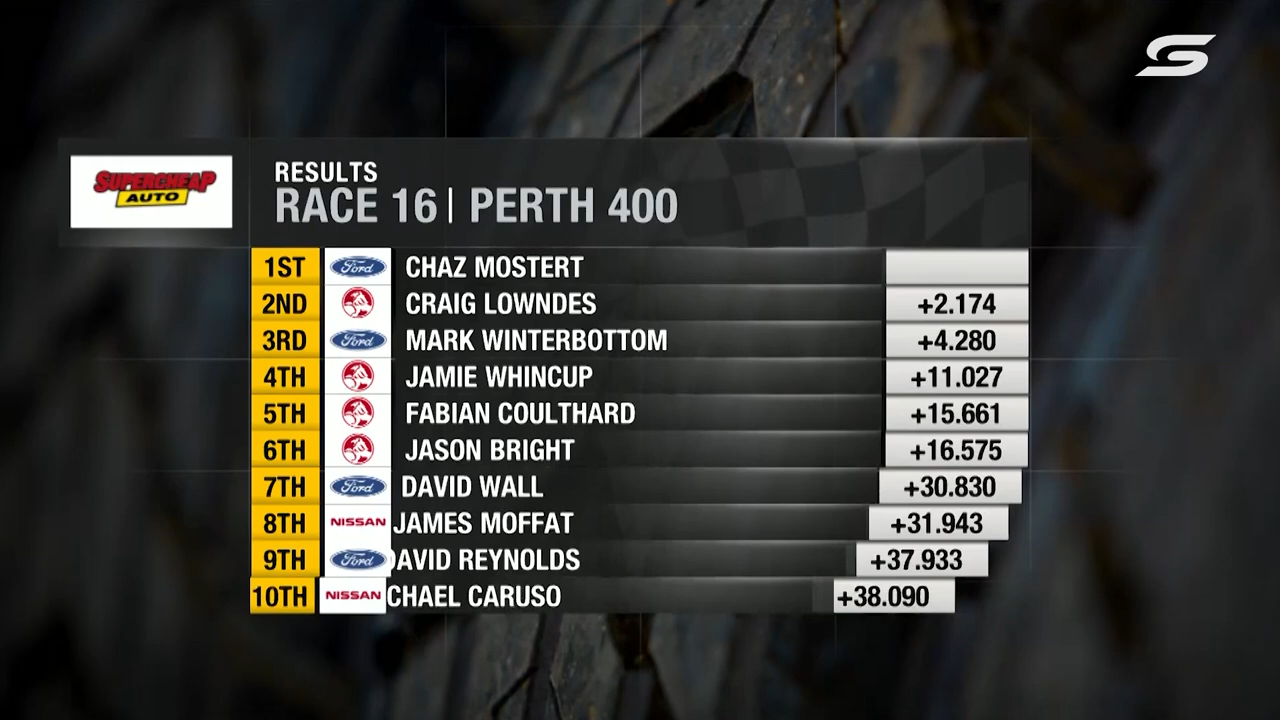 SUPERCHEAP
AUTO
RESULTS
RACE 16 | PERTH 400
1ST Ford CHAZ MOSTERT
2ND CRAIG LOWNDES +2.174
3RD Ford MARK WINTERBOTTOM +4.280
4TH JAMIE WHINCUP +11.027
5TH FABIAN COULTHARD +15.661
6TH JASON BRIGHT +16.575
7TH Ford DAVID WALL +30.830
8TH NISSAN JAMES MOFFAT +31.943
9TH Ford DAVID REYNOLDS +37.933
10TH NISSAN CHAEL CARUSO +38.090